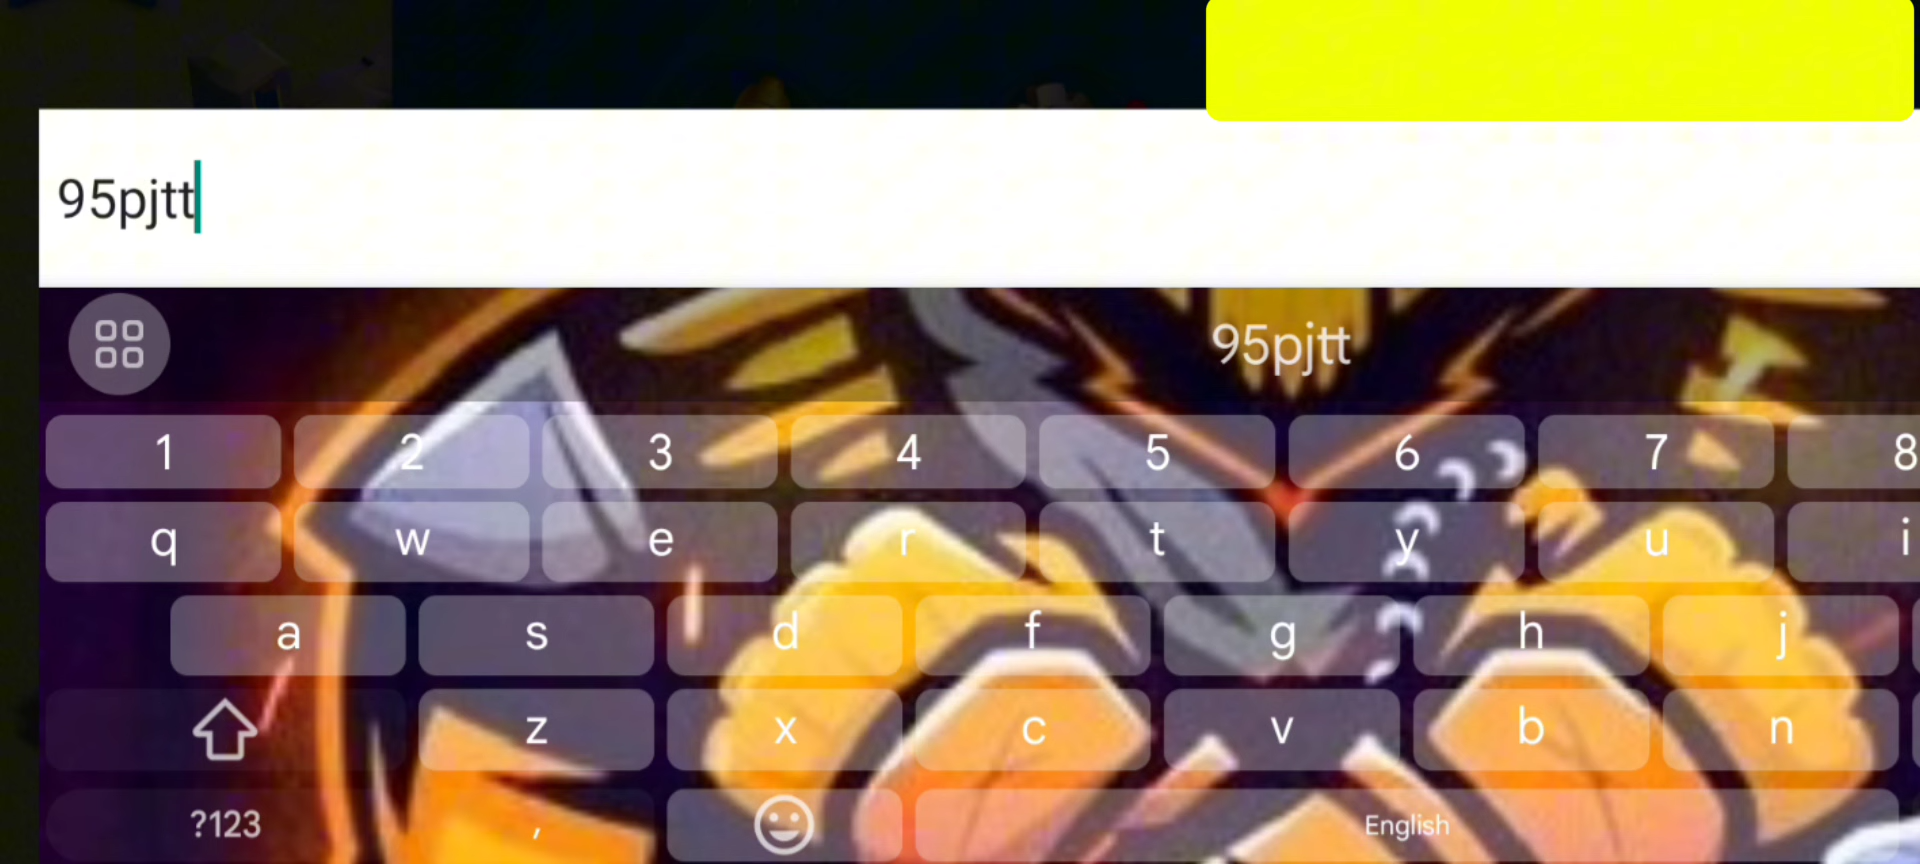 95pjtt
95pjtt
1 2 3 4 5 6 7 8
q w e r t y u i
a s d f g h j
z x c v b n
?123 , English